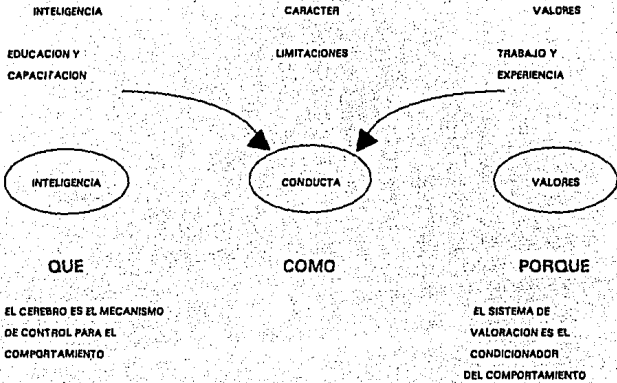 INTELIGENCIA
CARACTER
VALORES
EDUCACION Y
CAPACITACION
LIMITACIONES
TRABAJO Y
EXPERIENCIA
INTELIGENCIA
CONDUCTA
VALORES
QUE
COMO
PORQUE
EL CEREBRO ES EL MECANISMO
DE CONTROL PARA EL
COMPORTAMIENTO
EL SISTEMA DE
VALORACION ES EL
CONDICIONADOR
DEL COMPORTAMIENTO